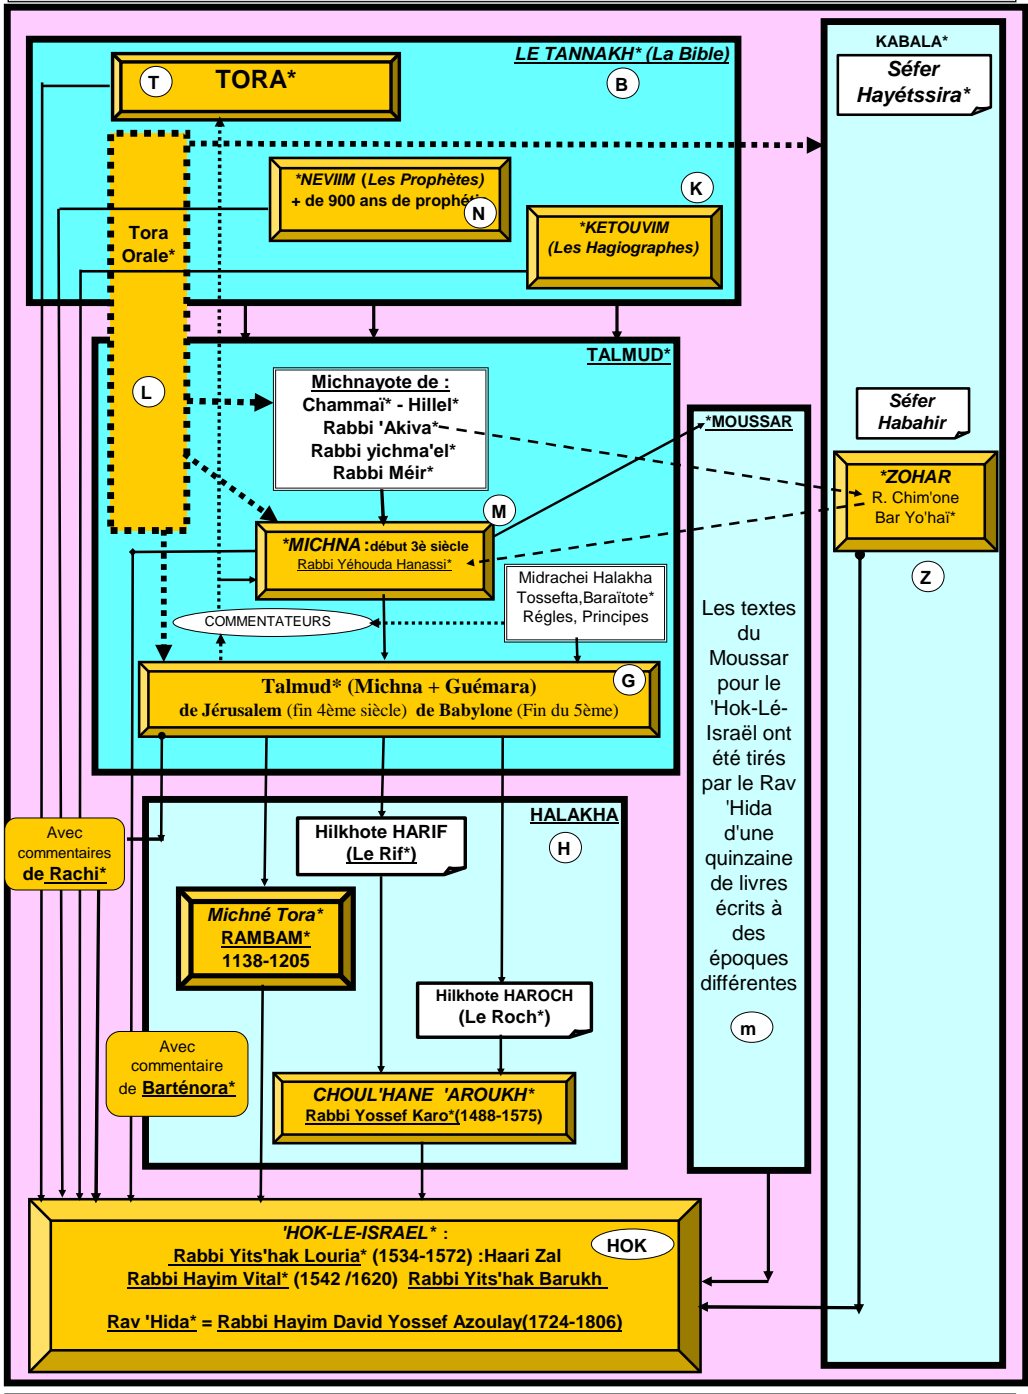 LE TANNAKH* (La Bible)
B
T
TORA*
*NEVIIM (Les Prophètes)
+ de 900 ans de prophétie
N
K
*KETOUVIM
(Les Hagiographes)
Tora
Orale*
L
KABALA*
Séfer
Hayétssira*
Séfer
Habahir
*ZOHAR
R. Chim'one
Bar Yo'haï*
Z
TALMUD*
Michnayote de :
Chammaï* - Hillel*
Rabbi 'Akiva*
Rabbi yichma'el*
Rabbi Méir*
M
*MICHNA :début 3è siècle
Rabbi Yéhouda Hanassi*
Midrachei Halakha
Tossefta,Baraïtote*
Régles, Principes
COMMENTATEURS
G
Talmud* (Michna + Guémara)
de Jérusalem (fin 4ème siècle) de Babylone (Fin du 5ème)
*MOUSSAR
Les textes
du
Moussar
pour le
'Hok-Lé-
Israël ont
été tirés
par le Rav
'Hida
d'une
quinzaine
de livres
écrits à
des
époques
différentes
m
HALAKHA
H
Hilkhote HARIF
(Le Rif*)
Avec
commentaires
de Rachi*
Michné Tora*
RAMBAM*
1138-1205
Hilkhote HAROCH
(Le Roch*)
Avec
commentaire
de Barténora*
CHOUL'HANE 'AROUKH*
Rabbi Yossef Karo*(1488-1575)
'HOK-LE-ISRAEL* :
HOK
Rabbi Yits'hak Louria* (1534-1572) :Haari Zal
Rabbi Hayim Vital* (1542 /1620) Rabbi Yits'hak Barukh
Rav 'Hida* = Rabbi Hayim David Yossef Azoulay(1724-1806)